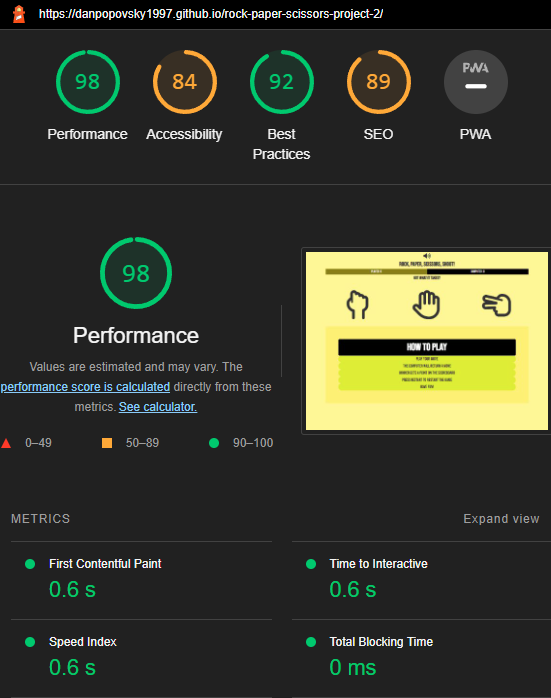 https://danpopovsky1997.github.io/rock-paper-scissors-project-2/
98 84 92 89 PWA
Performance Accessibility Best Practices SEO PWA
98
Performance
Values are estimated and may vary. The
performance score is calculated directly from these
metrics. See calculator.
0–49 50–89 90–100
ROCK, PAPER, SCISSORS, SHOOT!
HOW TO PLAY
METRICS Expand view
First Contentful Paint
0.6 s
Time to Interactive
0.6 s
Speed Index
0.6 s
Total Blocking Time
0 ms